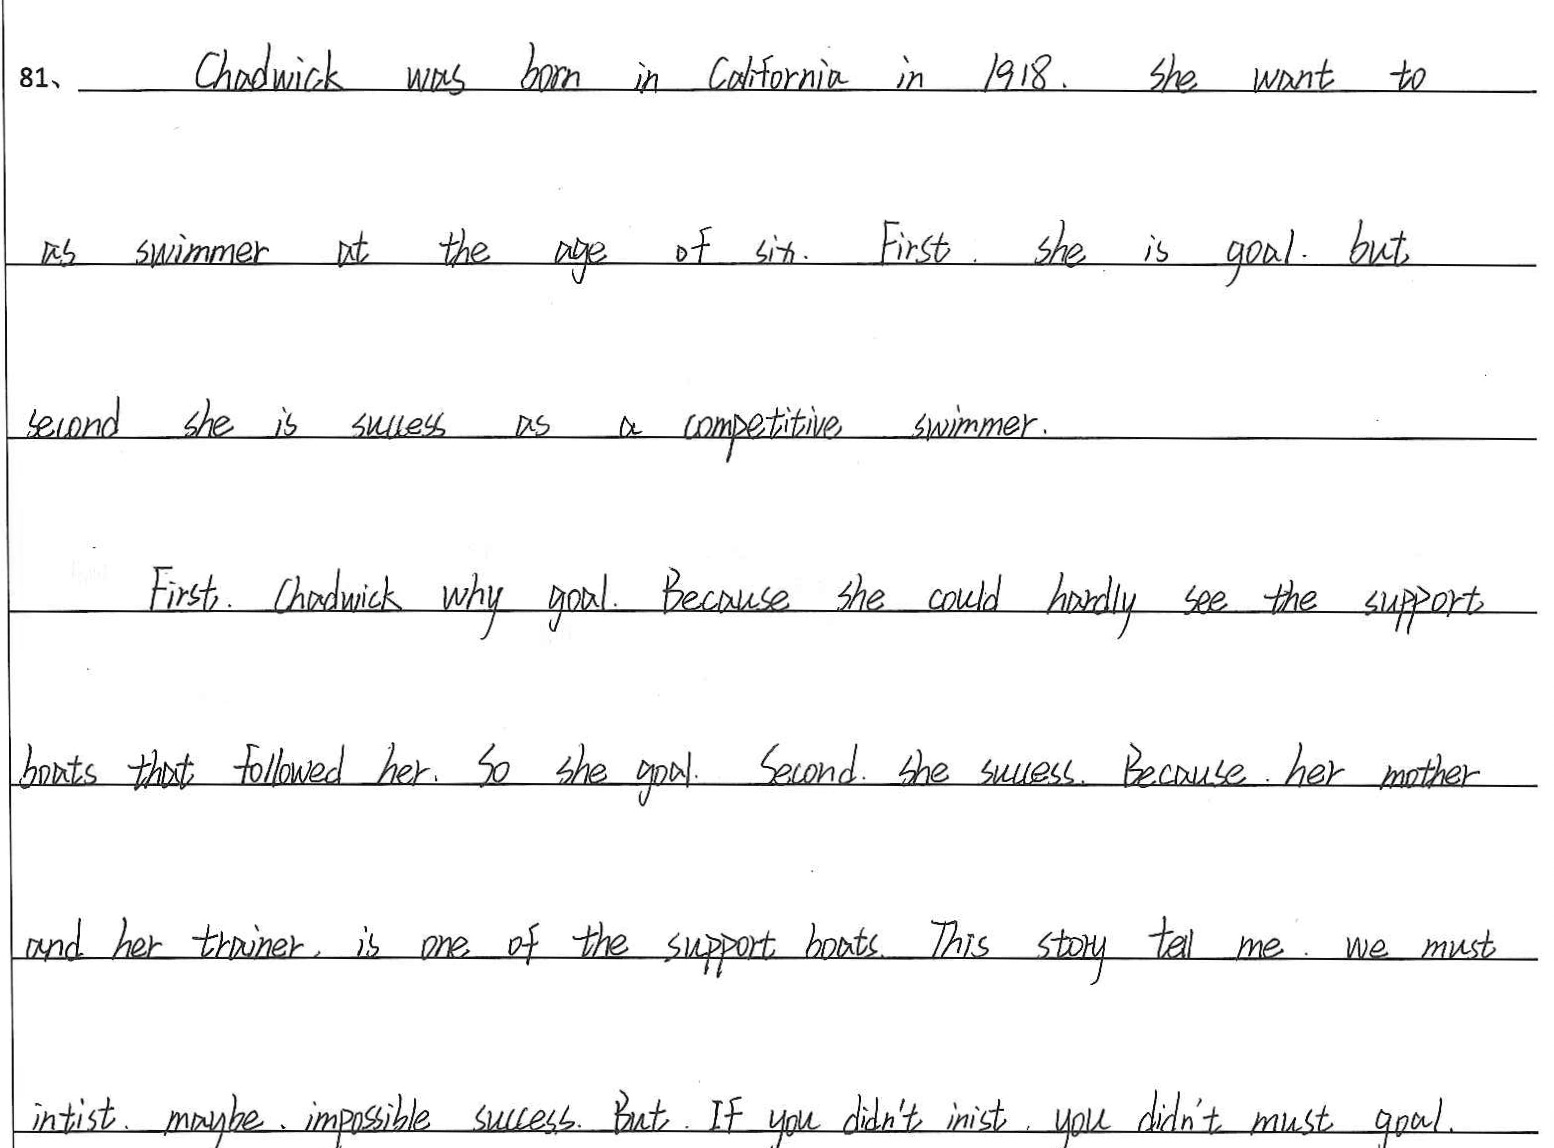 81、 Chadwick was born in California in 1918. she want to
as swimmer at the age of six. First. she is goal. but
second she is success as a competitive swimmer.
First. Chadwick why goal. Because she could hardly see the support
boats that followed her. So she goal. Second. she success. Because. her mother
and her trainer. is one of the support boats. This story tell me. we must
intist. maybe. impossible success. But. If you didn't inist. you didn't must goal.